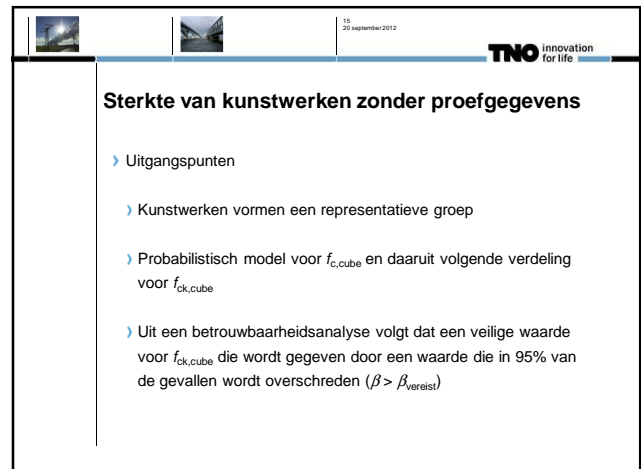 15
20 september 2012
TNO innovation
for life
Sterkte van kunstwerken zonder proefgegevens
Uitgangspunten
Kunstwerken vormen een representatieve groep
Probabilistisch model voor fc,cube en daaruit volgende verdeling
voor fck,cube
Uit een betrouwbaarheidsanalyse volgt dat een veilige waarde
voor fck,cube die wordt gegeven door een waarde die in 95% van
de gevallen wordt overschreden (β > βvereist)